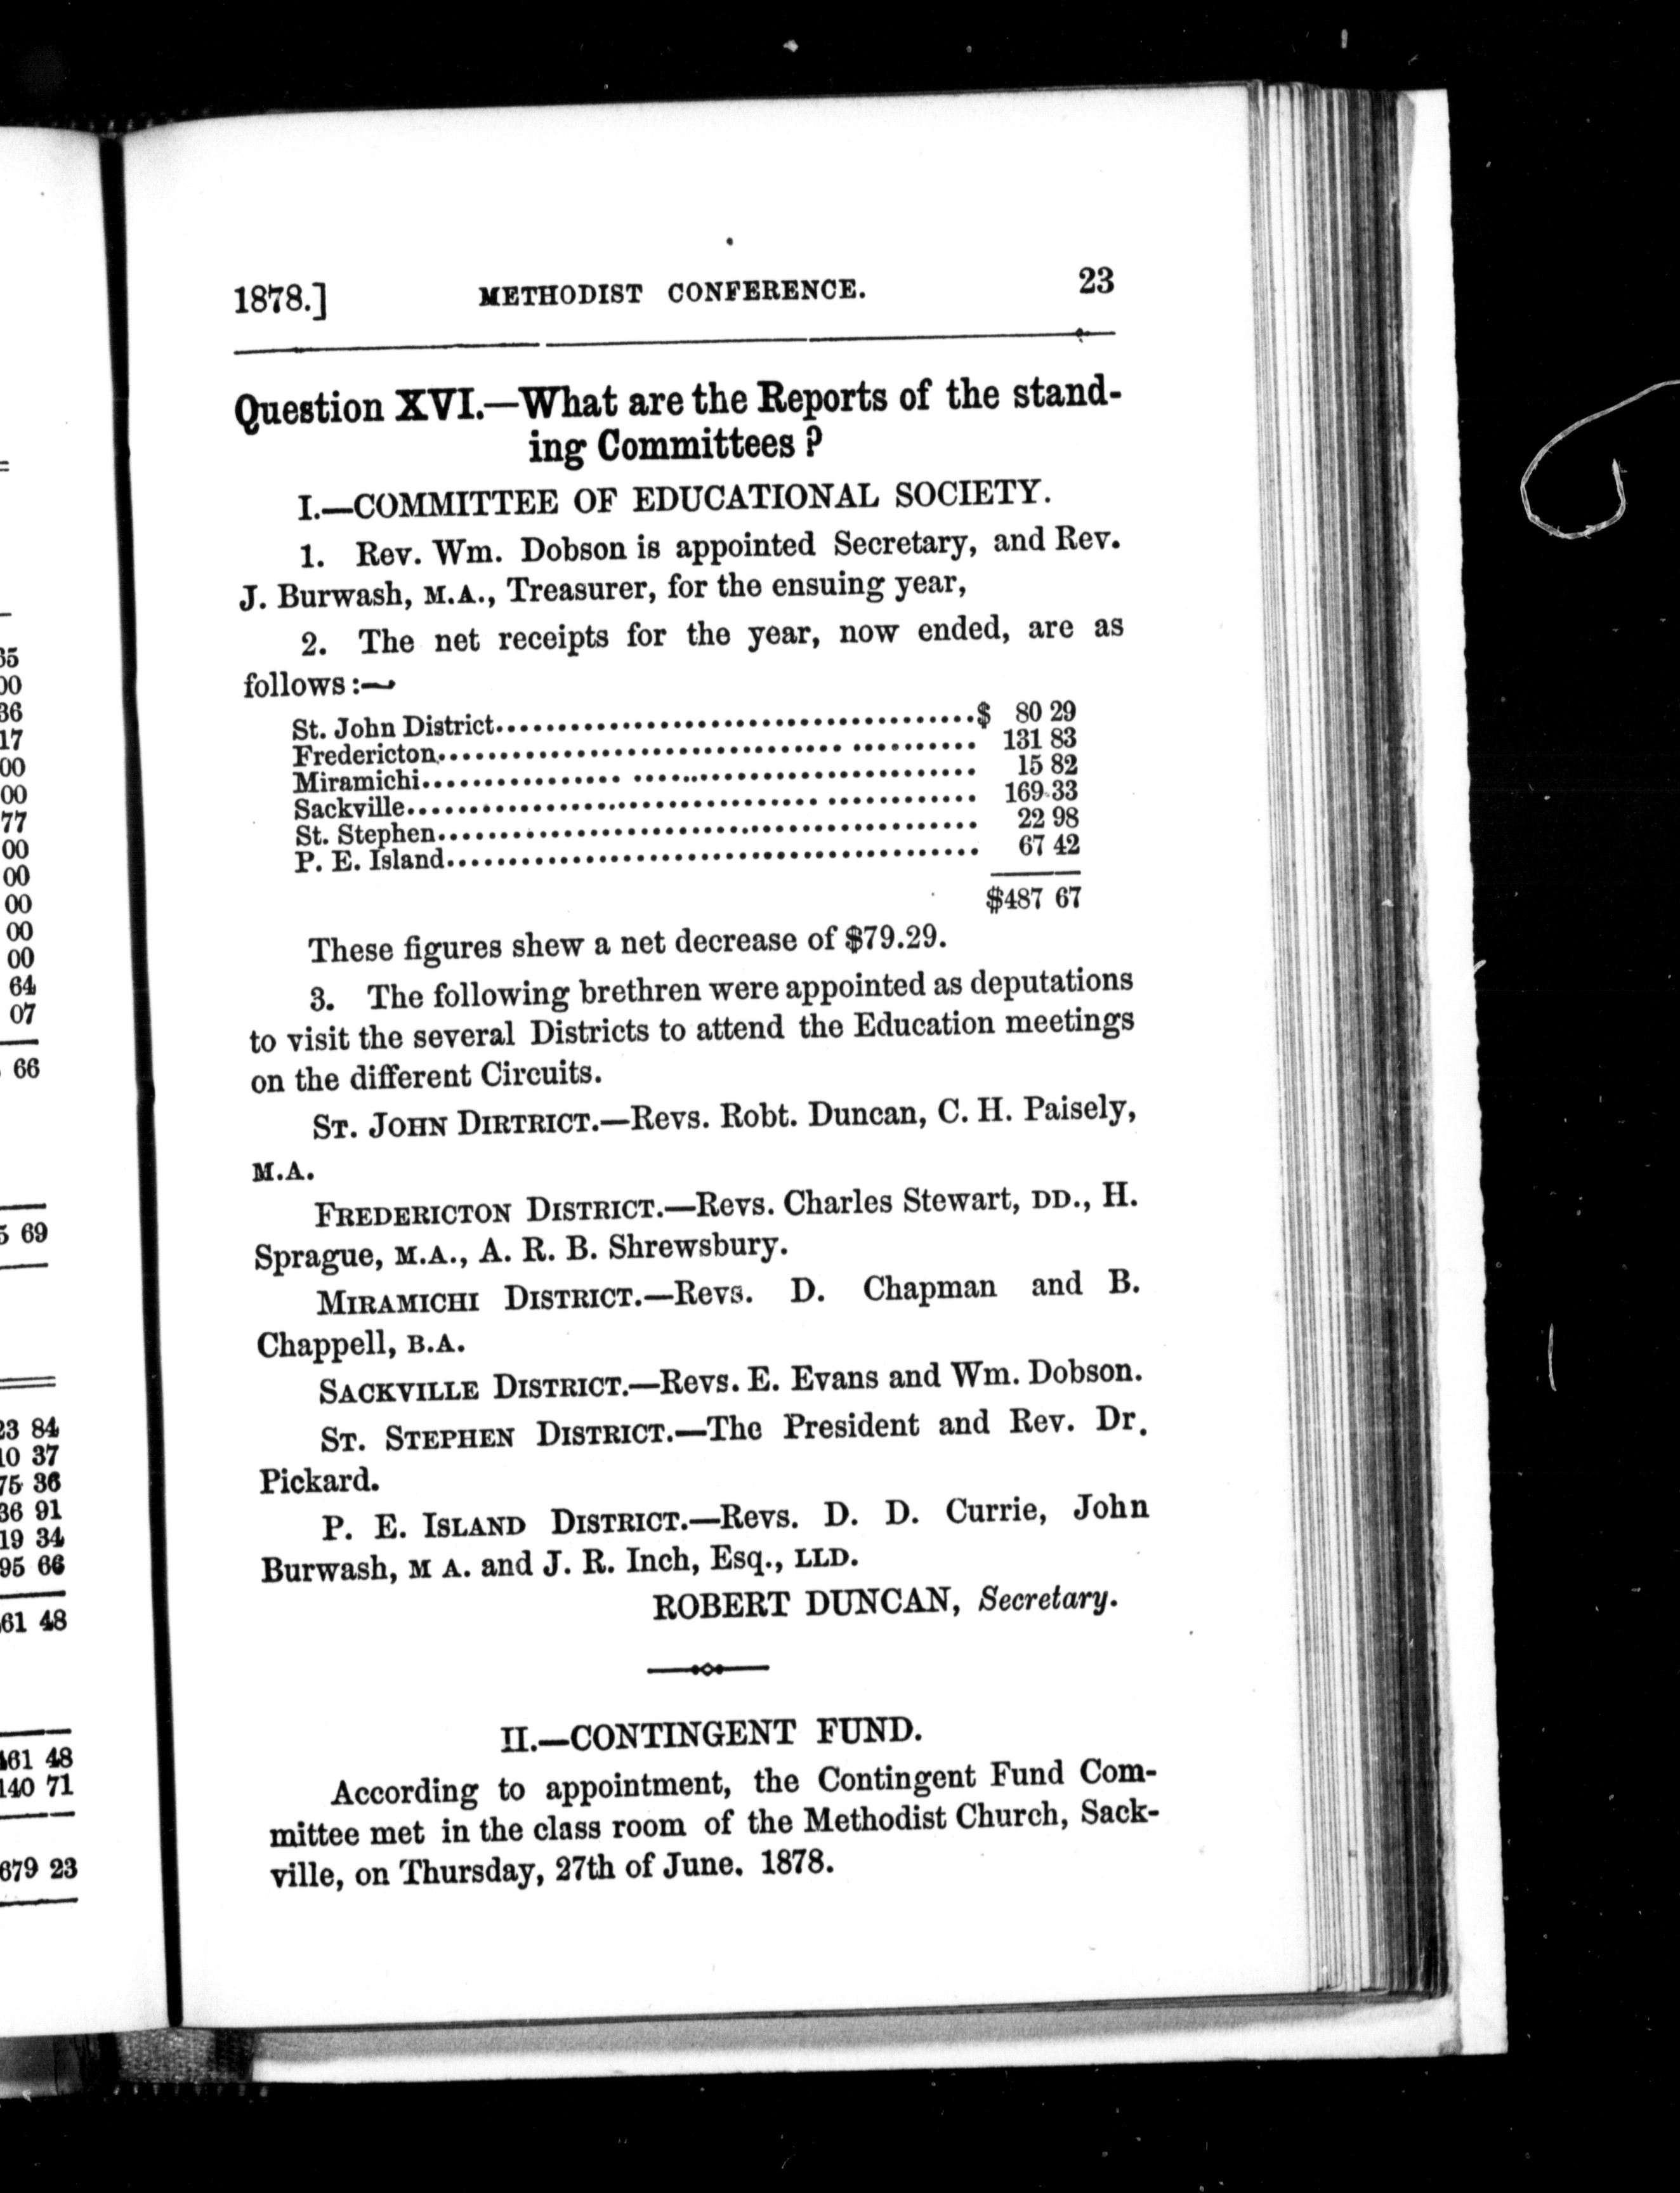 1878.] METHODIST CONFERENCE. 23
Question XVI.—What are the Reports of the stand-
ing Committees ?
I.—COMMITTEE OF EDUCATIONAL SOCIETY.
1. Rev. Wm. Dobson is appointed Secretary, and Rev.
J. Burwash, M.A., Treasurer, for the ensuing year,
2. The net receipts for the year, now ended, are as
follows :—
St. John District........................................$ 80 29
Fredericton........................................ 131 83
Miramichi........................................ 15 82
Sackville........................................ 169 33
St. Stephen........................................ 22 98
P. E. Island........................................ 67 42
$487 67
These figures shew a net decrease of $79.29.
3. The following brethren were appointed as deputations
to visit the several Districts to attend the Education meetings
on the different Circuits.
ST. JOHN DIRTRICT.—Revs. Robt. Duncan, C. H. Paisely,
M.A.
FREDERICTON DISTRICT.—Revs. Charles Stewart, DD., H.
Sprague, M.A., A. R. B. Shrewsbury.
MIRAMICHI DISTRICT.—Revs. D. Chapman and B.
Chappell, B.A.
SACKVILLE DISTRICT.—Revs. E. Evans and Wm. Dobson.
ST. STEPHEN DISTRICT.—The President and Rev. Dr.
Pickard.
P. E. ISLAND DISTRICT.—Revs. D. D. Currie, John
Burwash, M A. and J. R. Inch, Esq., LLD.
ROBERT DUNCAN, Secretary.
II.—CONTINGENT FUND.
According to appointment, the Contingent Fund Com-
mittee met in the class room of the Methodist Church, Sack-
ville, on Thursday, 27th of June. 1878.